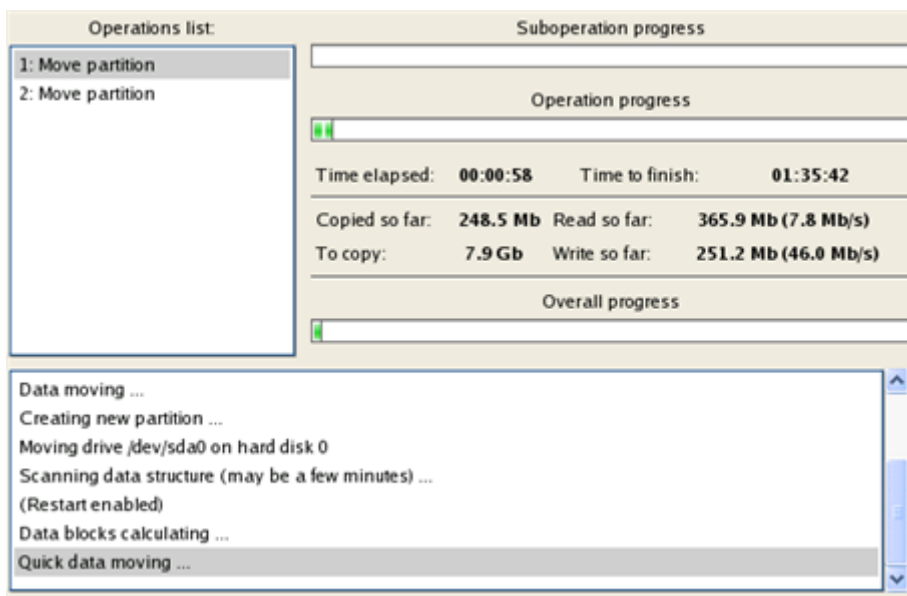 Operations list:
1: Move partition
2: Move partition
Suboperation progress
Operation progress
Time elapsed: 00:00:58 Time to finish: 01:35:42
Copied so far: 248.5 Mb Read so far: 365.9 Mb (7.8 Mb/s)
To copy: 7.9 Gb Write so far: 251.2 Mb (46.0 Mb/s)
Overall progress
Data moving ...
Creating new partition ...
Moving drive /dev/sda0 on hard disk 0
Scanning data structure (may be a few minutes) ...
(Restart enabled)
Data blocks calculating ...
Quick data moving ...